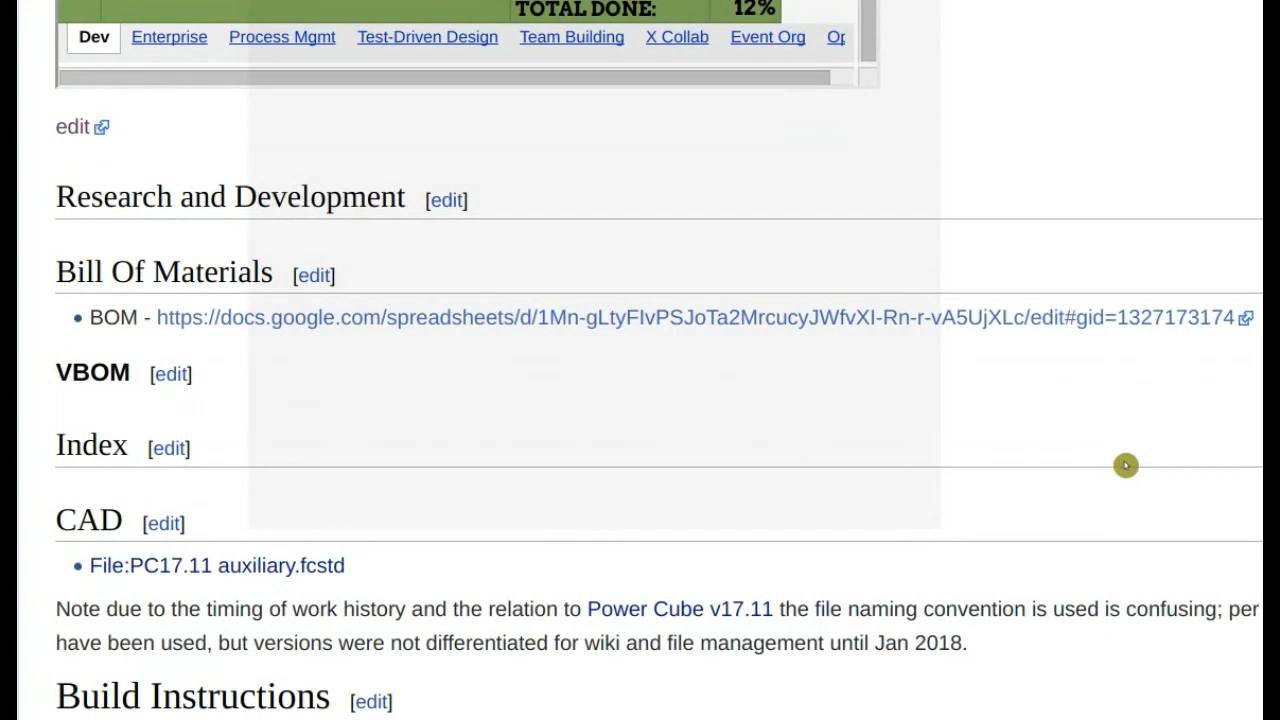 TOTAL DONE: 12%
Dev Enterprise Process Mgmt Test-Driven Design Team Building X Collab Event Org Op
edit
Research and Development [edit]
Bill Of Materials [edit]
• BOM - https://docs.google.com/spreadsheets/d/1Mn-gLtyFIvPSJoTa2MrcucyJWfvXI-Rn-r-vA5UjXLc/edit#gid=1327173174
VBOM [edit]
Index [edit]
CAD [edit]
• File:PC17.11 auxiliary.fcstd
Note due to the timing of work history and the relation to Power Cube v17.11 the file naming convention is used is confusing; per
have been used, but versions were not differentiated for wiki and file management until Jan 2018.
Build Instructions [edit]